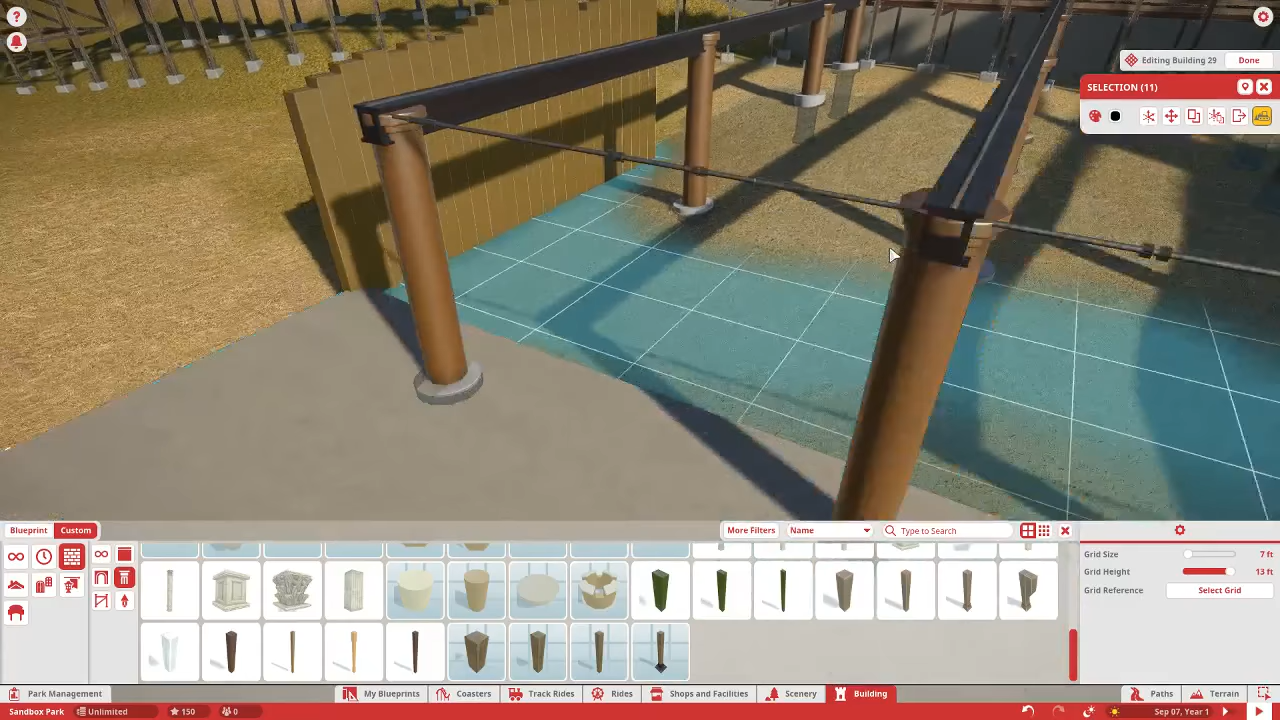 ?
Editing Building 29 Done
SELECTION (11)
Blueprint Custom
More Filters Name Type to Search
Grid Size 7 ft
Grid Height 13 ft
Grid Reference Select Grid
Park Management My Blueprints Coasters Track Rides Rides Shops and Facilities Scenery Building Paths Terrain
Sandbox Park Unlimited 150 0 Sep 07, Year 1